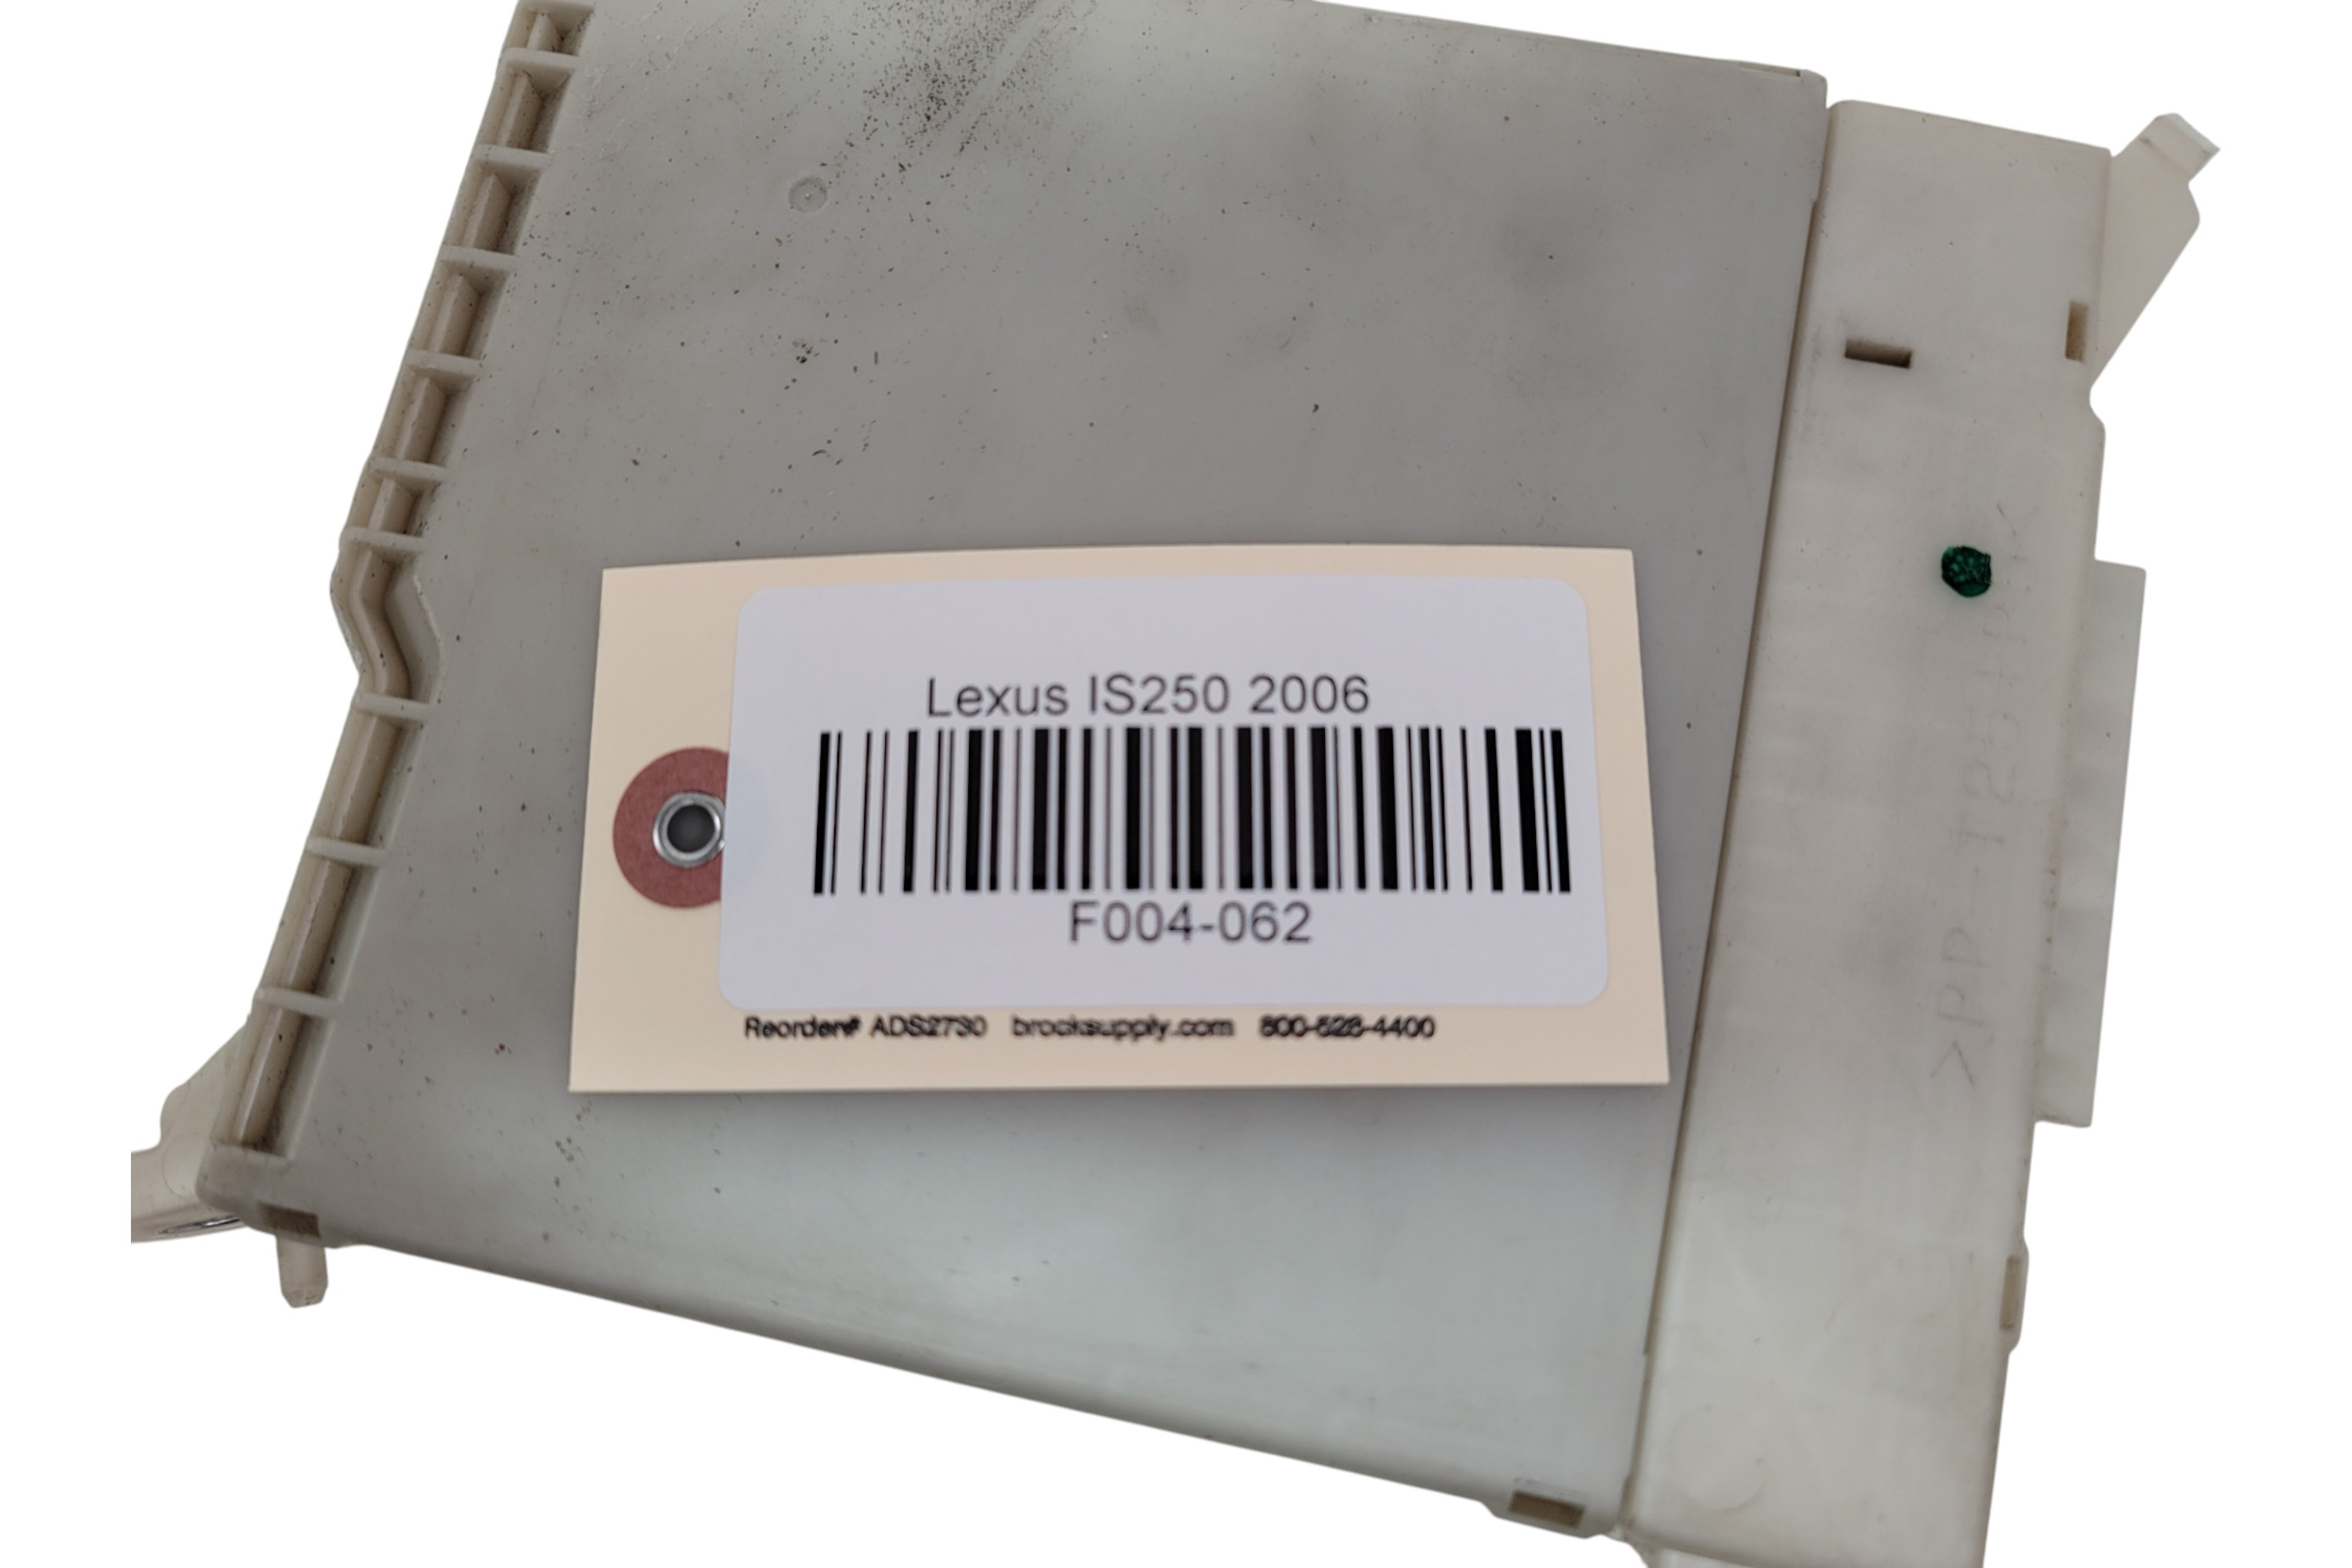 Lexus IS250 2006
F004-062
Reorder# ADS2730 brocksupply.com 800-528-4400